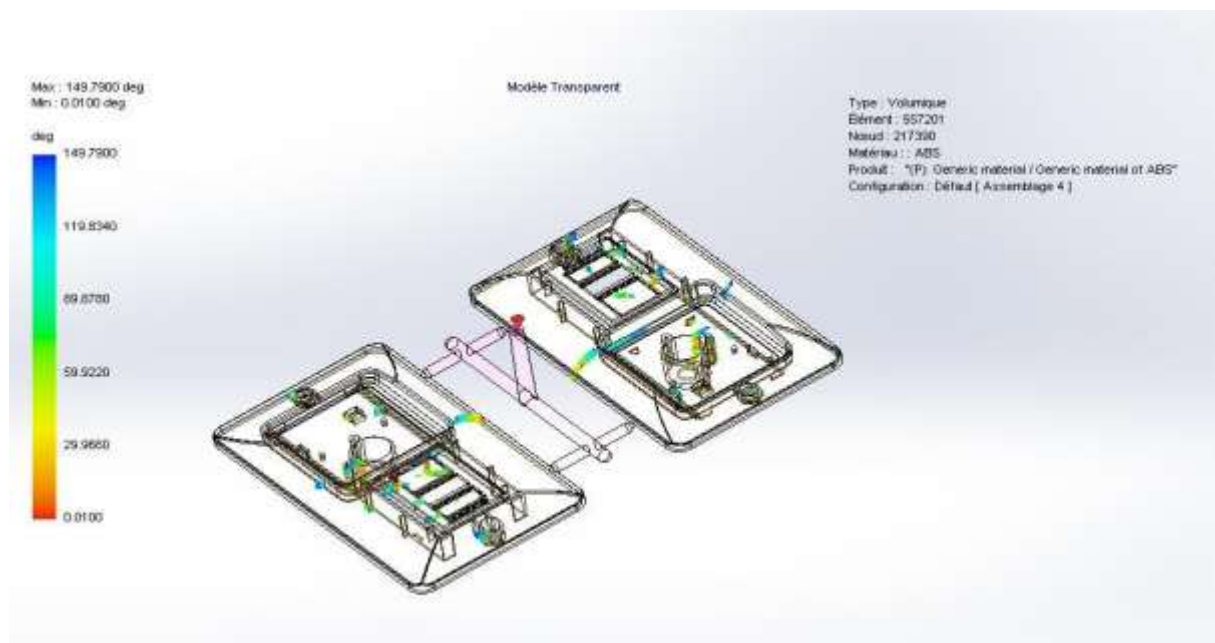 Max : 149.7900 deg
Min : 0.0100 deg
deg
149.7900
119.8340
89.8780
59.9220
29.9660
0.0100
Modèle Transparent
Type : Volumique
Élément : 557201
Nœud : 217390
Matériau : : ABS
Produit : "(P) Generic material / Generic material of ABS"
Configuration : Défaut [ Assemblage 4 ]